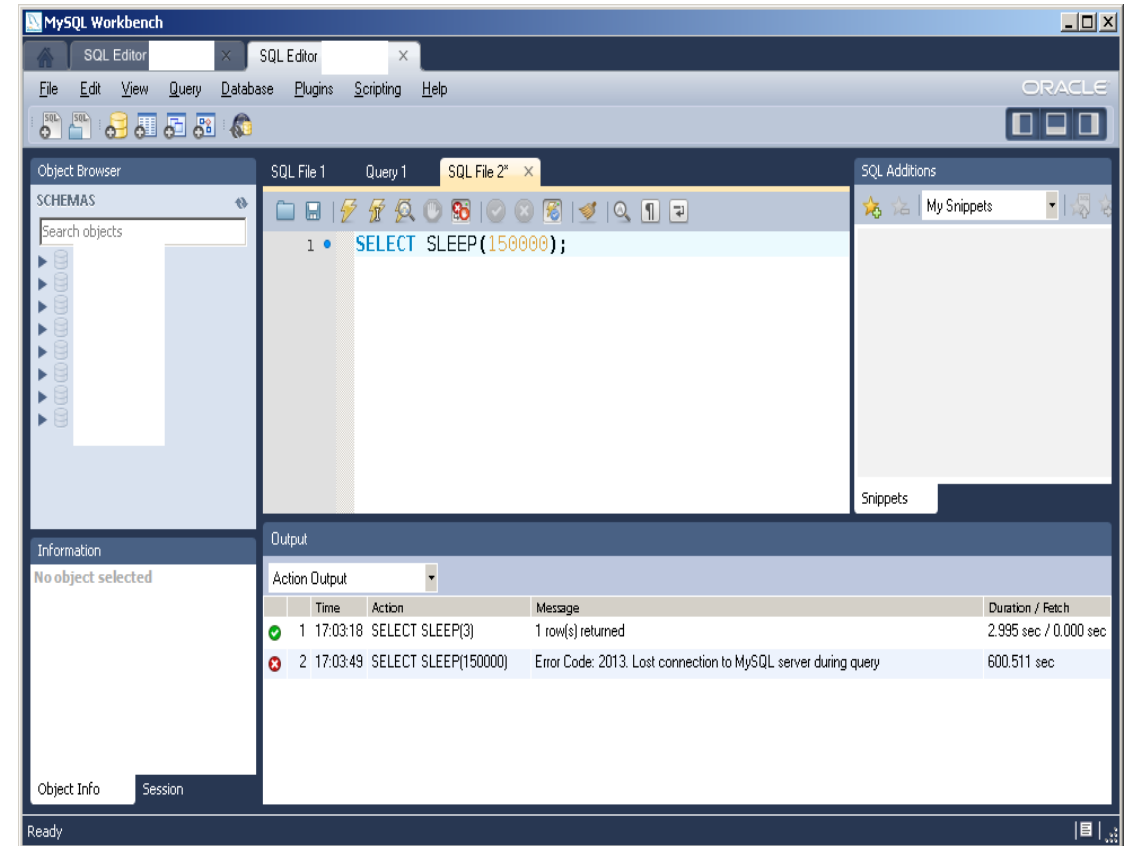 MySQL Workbench
SQL Editor
SQL Editor
File Edit View Query Database Plugins Scripting Help
ORACLE
Object Browser
SCHEMAS
Search objects
SQL File 1 Query 1 SQL File 2*
1 SELECT SLEEP(150000);
SQL Additions
My Snippets
Snippets
Information
No object selected
Object Info Session
Output
Action Output
Time Action Message Duration / Fetch
1 17:03:18 SELECT SLEEP(3) 1 row(s) returned 2.995 sec / 0.000 sec
2 17:03:49 SELECT SLEEP(150000) Error Code: 2013. Lost connection to MySQL server during query 600.511 sec
Ready